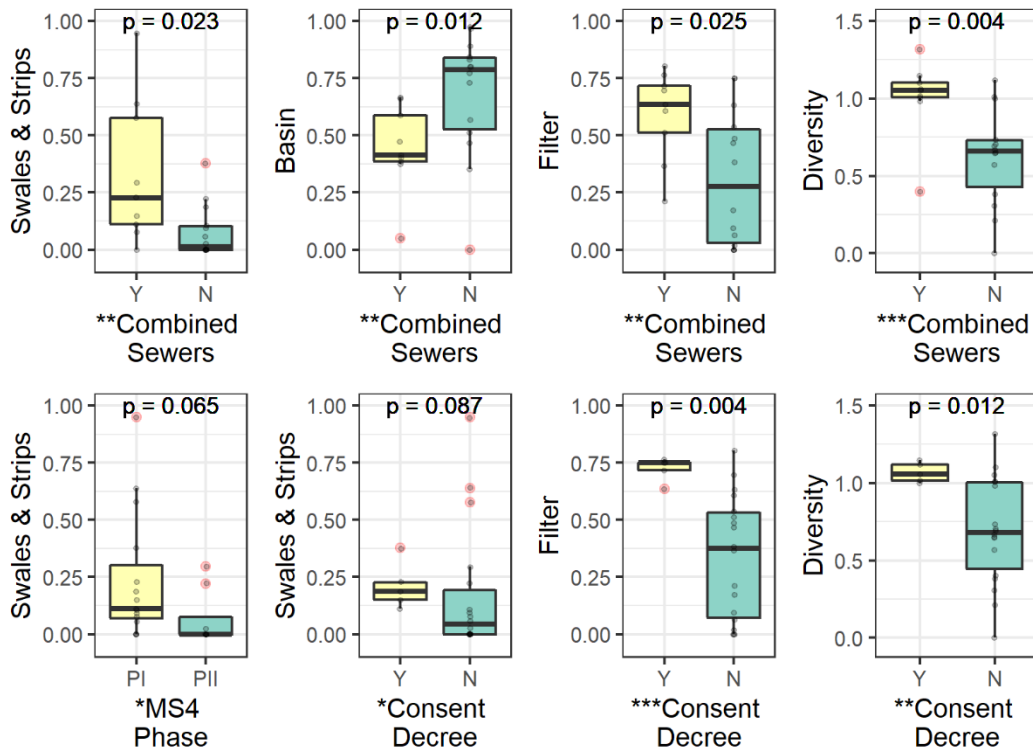 p = 0.023
1.00
0.75
0.50
0.25
0.00
Swales & Strips
Y N
**Combined
Sewers
p = 0.012
1.00
0.75
0.50
0.25
0.00
Basin
Y N
**Combined
Sewers
p = 0.025
1.00
0.75
0.50
0.25
0.00
Filter
Y N
**Combined
Sewers
p = 0.004
1.5
1.0
0.5
0.0
Diversity
Y N
***Combined
Sewers
p = 0.065
1.00
0.75
0.50
0.25
0.00
Swales & Strips
PI PII
*MS4
Phase
p = 0.087
1.00
0.75
0.50
0.25
0.00
Swales & Strips
Y N
*Consent
Decree
p = 0.004
1.00
0.75
0.50
0.25
0.00
Filter
Y N
***Consent
Decree
p = 0.012
1.5
1.0
0.5
0.0
Diversity
Y N
**Consent
Decree